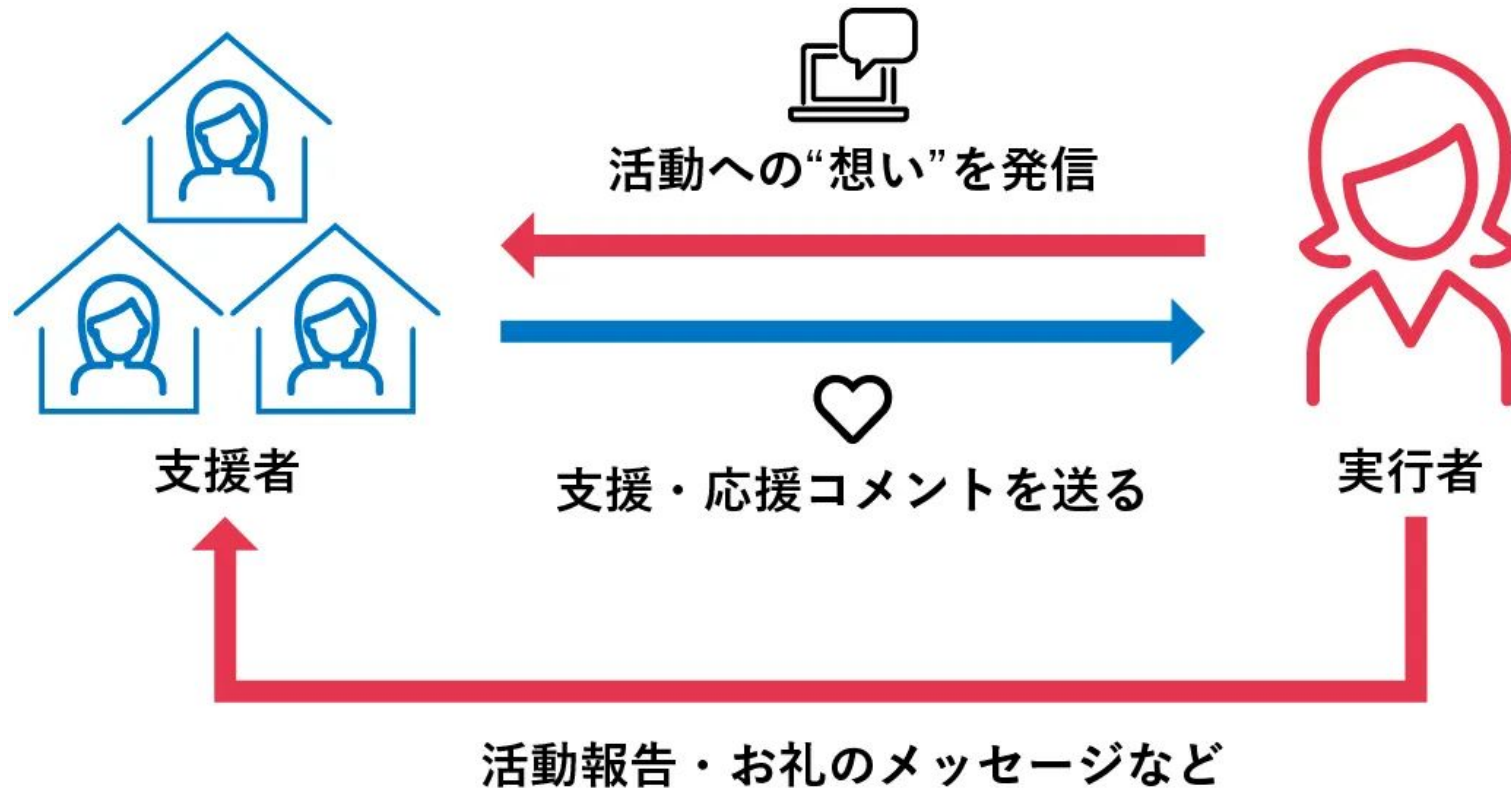 活動への“想い”を発信
支援・応援コメントを送る
支援者
実行者
活動報告・お礼のメッセージなど